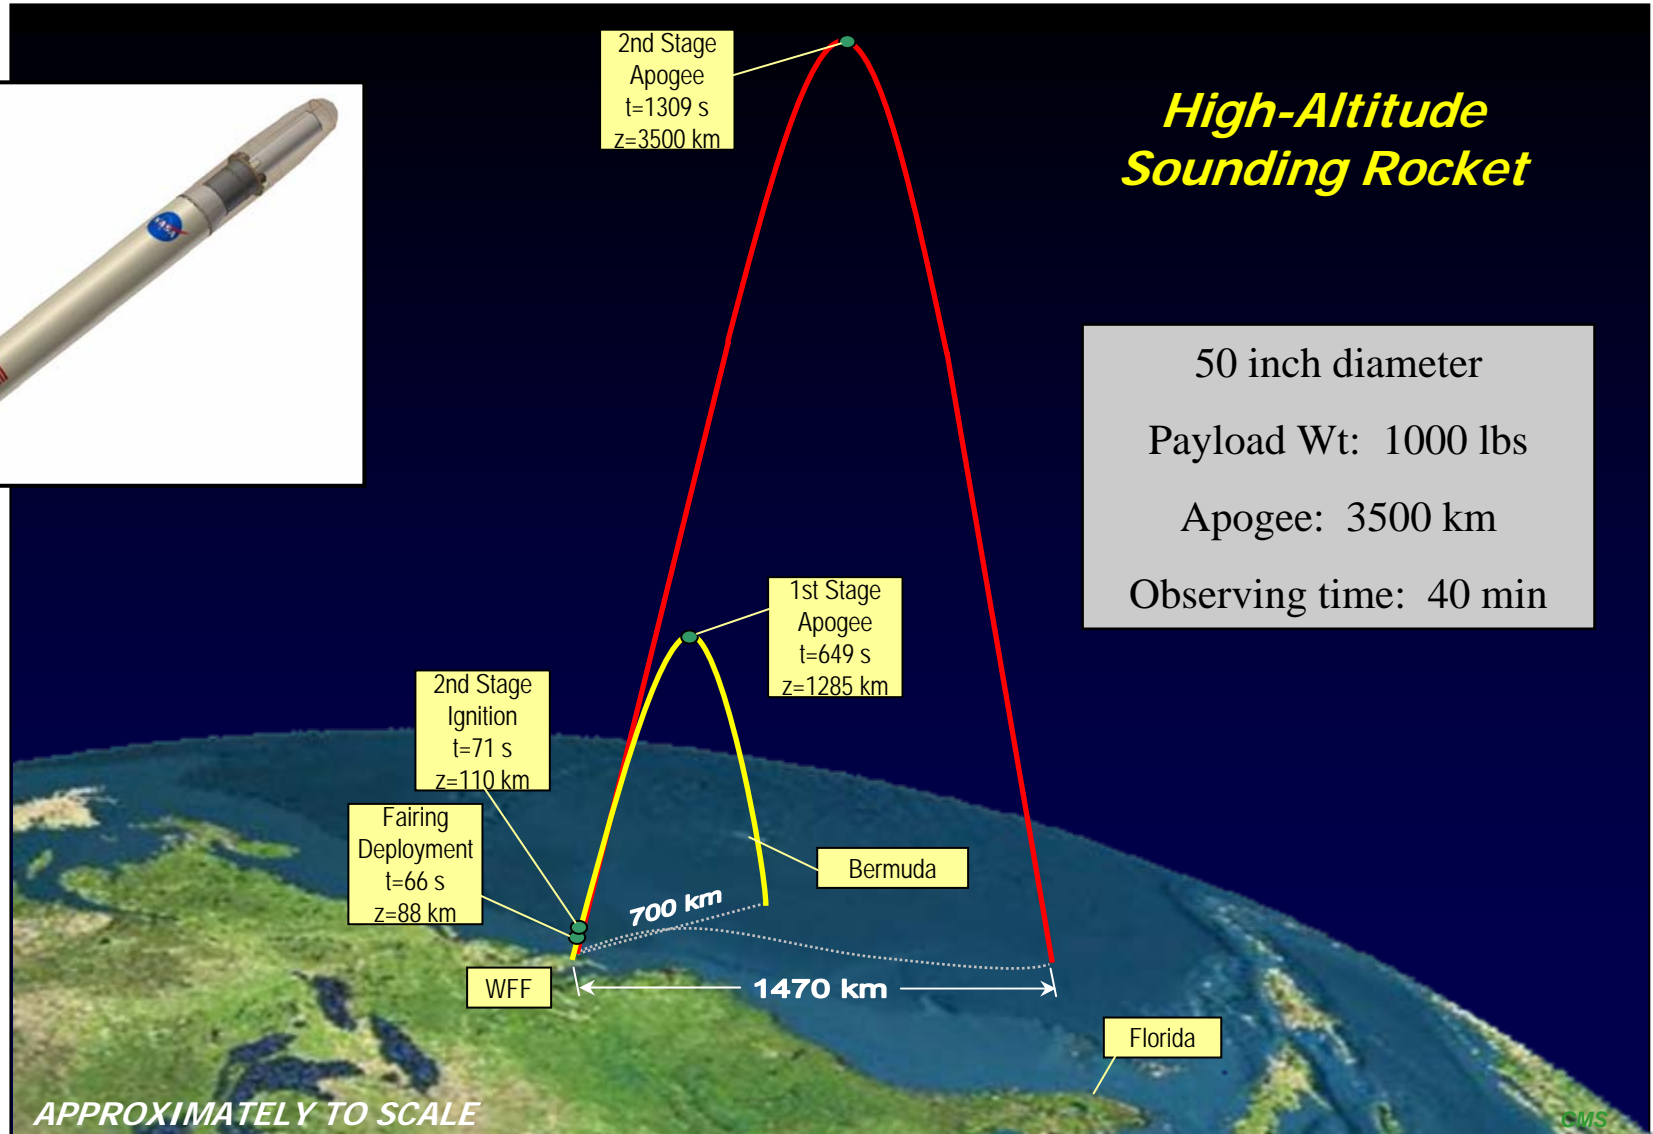 High-Altitude
Sounding Rocket
2nd Stage
Apogee
t=1309 s
z=3500 km
NASA
50 inch diameter
Payload Wt: 1000 lbs
Apogee: 3500 km
Observing time: 40 min
1st Stage
Apogee
t=649 s
z=1285 km
2nd Stage
Ignition
t=71 s
z=110 km
Fairing
Deployment
t=66 s
z=88 km
Bermuda
700 km
WFF
1470 km
Florida
APPROXIMATELY TO SCALE
CMS